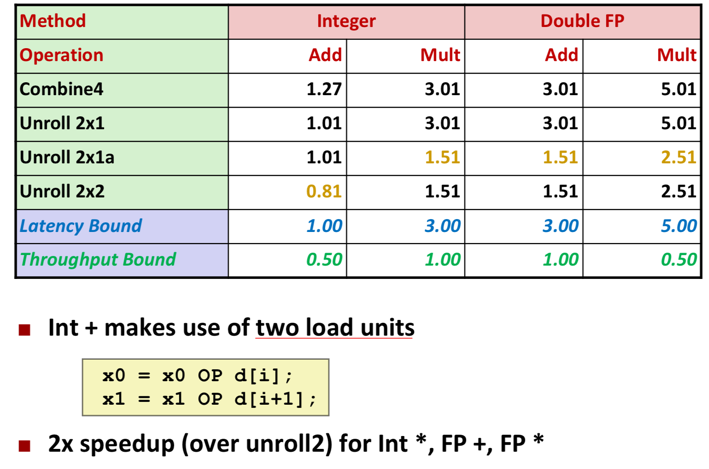 Method Integer Double FP
Operation Add Mult Add Mult
Combine4 1.27 3.01 3.01 5.01
Unroll 2x1 1.01 3.01 3.01 5.01
Unroll 2x1a 1.01 1.51 1.51 2.51
Unroll 2x2 0.81 1.51 1.51 2.51
Latency Bound 1.00 3.00 3.00 5.00
Throughput Bound 0.50 1.00 1.00 0.50
Int + makes use of two load units
x0 = x0 OP d[i];
x1 = x1 OP d[i+1];
2x speedup (over unroll2) for Int *, FP +, FP *